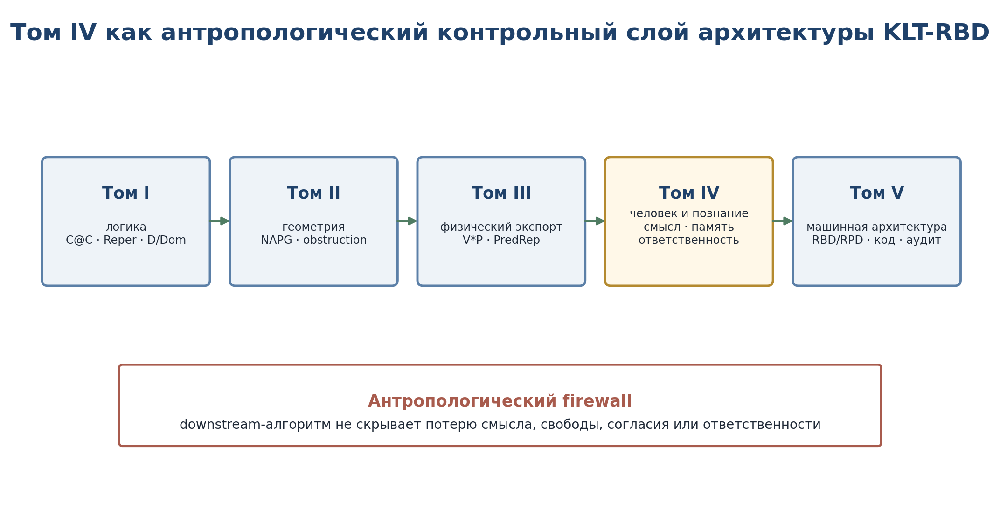 Том IV как антропологический контрольный слой архитектуры KLT-RBD
Том I
логика
C@C · Reper · D/Dom
Том II
геометрия
NAPG · obstruction
Том III
физический экспорт
V*P · PredRep
Том IV
человек и познание
смысл · память
ответственность
Том V
машинная архитектура
RBD/RPD · код · аудит
Антропологический firewall
downstream-алгоритм не скрывает потерю смысла, свободы, согласия или ответственности